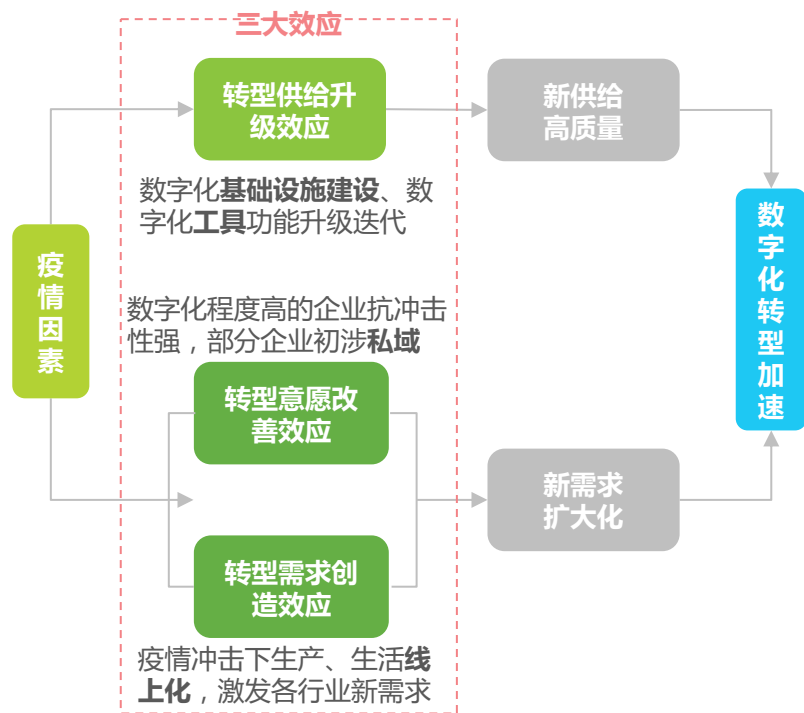 三大效应
转型供给升
级效应
新供给
高质量
数字化基础设施建设、数
字化工具功能升级迭代
疫情因素
数字化转型加速
数字化程度高的企业抗冲击
性强，部分企业初涉私域
转型意愿改
善效应
新需求
扩大化
转型需求创
造效应
疫情冲击下生产、生活线
上化，激发各行业新需求